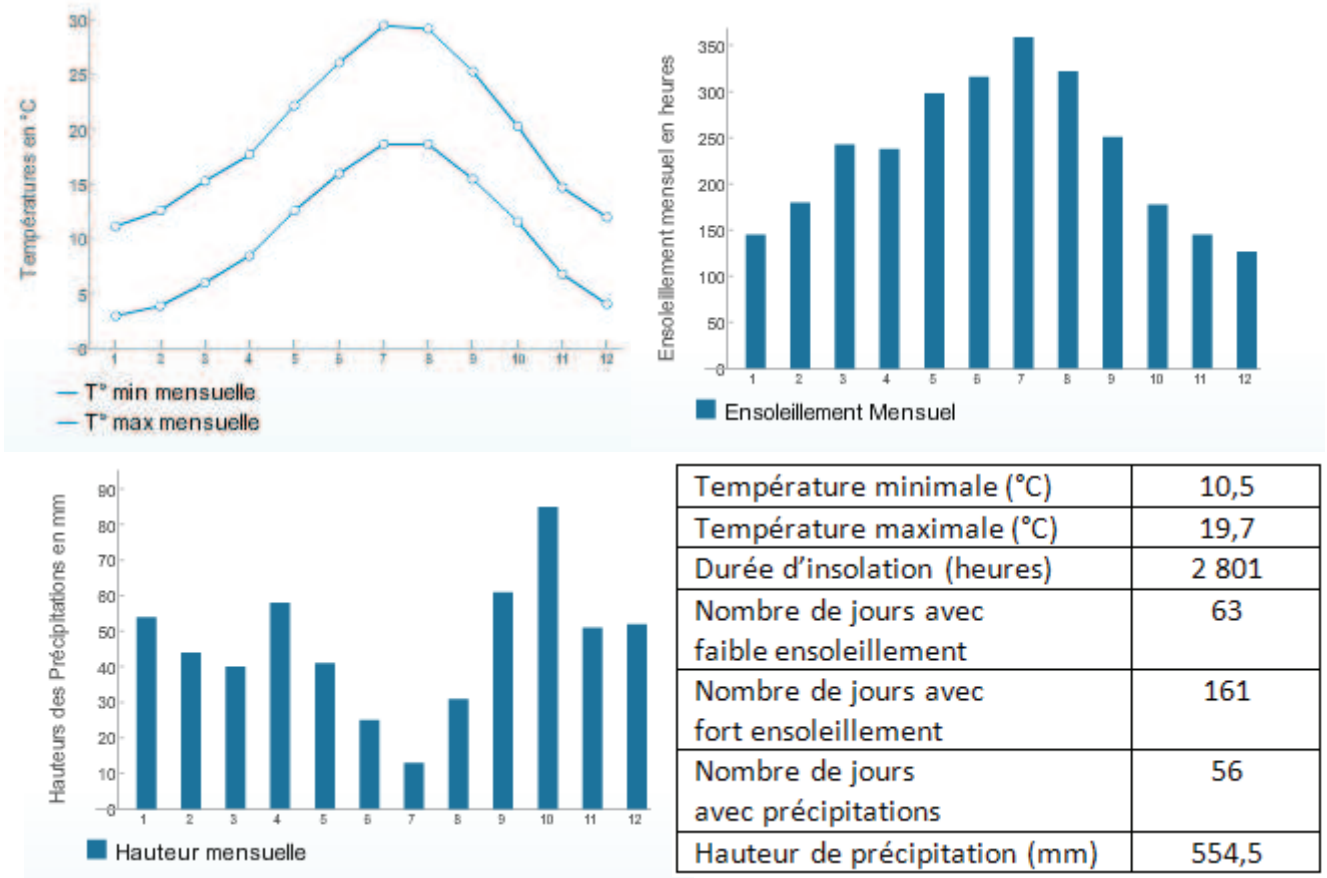 Températures en °C
30
25
20
15
10
5
0
1 2 3 4 5 6 7 8 9 10 11 12
T° min mensuelle
T° max mensuelle
Ensoleillement mensuel en heures
350
300
250
200
150
100
50
0
1 2 3 4 5 6 7 8 9 10 11 12
Ensoleillement Mensuel
Hauteurs des Précipitations en mm
90
80
70
60
50
40
30
20
10
0
1 2 3 4 5 6 7 8 9 10 11 12
Hauteur mensuelle
Température minimale (°C) 10,5
Température maximale (°C) 19,7
Durée d'insolation (heures) 2 801
Nombre de jours avec 63
faible ensoleillement
Nombre de jours avec 161
fort ensoleillement
Nombre de jours 56
avec précipitations
Hauteur de précipitation (mm) 554,5